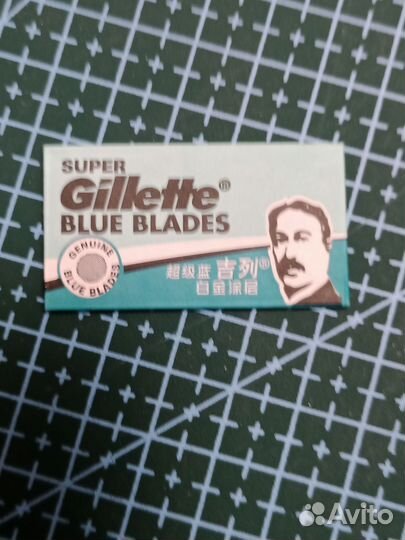 SUPER
Gillette®
BLUE BLADES
GENUINE
BLUE BLADES
超级蓝 吉列®
白金涂层
Avito